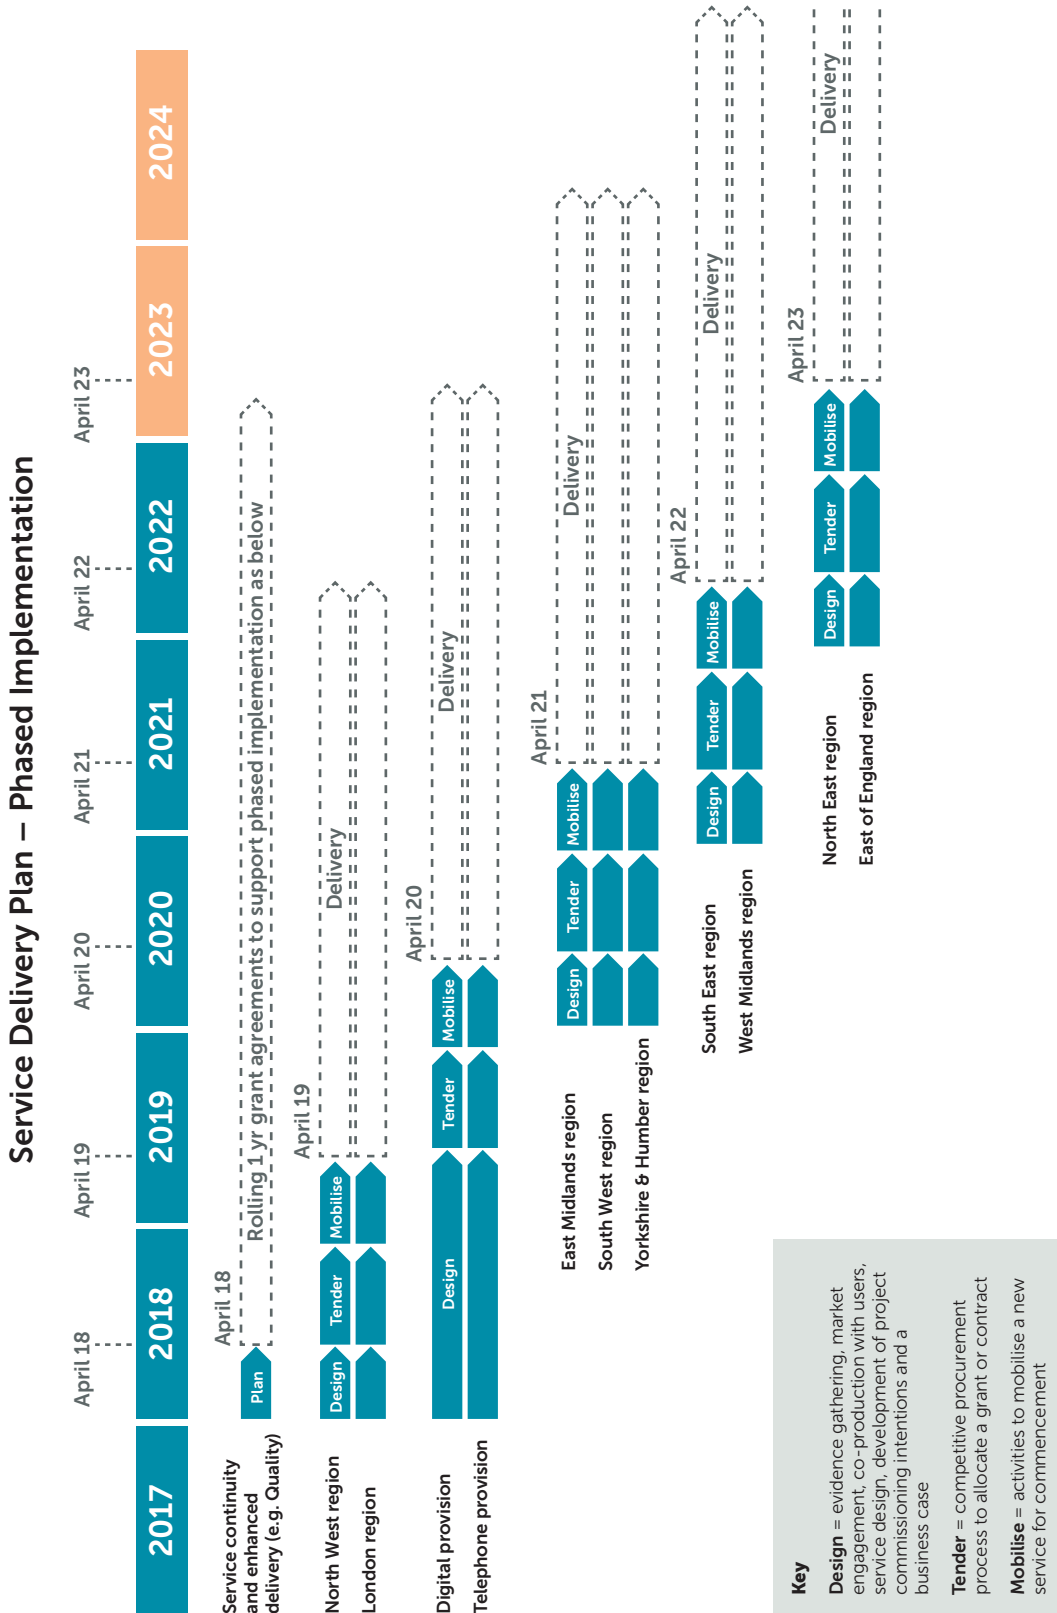 Service Delivery Plan – Phased Implementation
April 18
April 19
April 20
April 21
April 22
April 23
2017
2018
2019
2020
2021
2022
2023
2024
Service continuity
and enhanced
delivery (e.g. Quality)
Plan
April 18
Rolling 1 yr grant agreements to support phased implementation as below
North West region
London region
Design
Tender
Mobilise
April 19
Delivery
Digital provision
Telephone provision
Design
Tender
Mobilise
April 20
Delivery
East Midlands region
South West region
Yorkshire & Humber region
Design
Tender
Mobilise
April 21
Delivery
South East region
West Midlands region
Design
Tender
Mobilise
April 22
Delivery
North East region
East of England region
Design
Tender
Mobilise
April 23
Delivery
Key
Design = evidence gathering, market
engagement, co-production with users,
service design, development of project
commissioning intentions and a
business case
Tender = competitive procurement
process to allocate a grant or contract
Mobilise = activities to mobilise a new
service for commencement